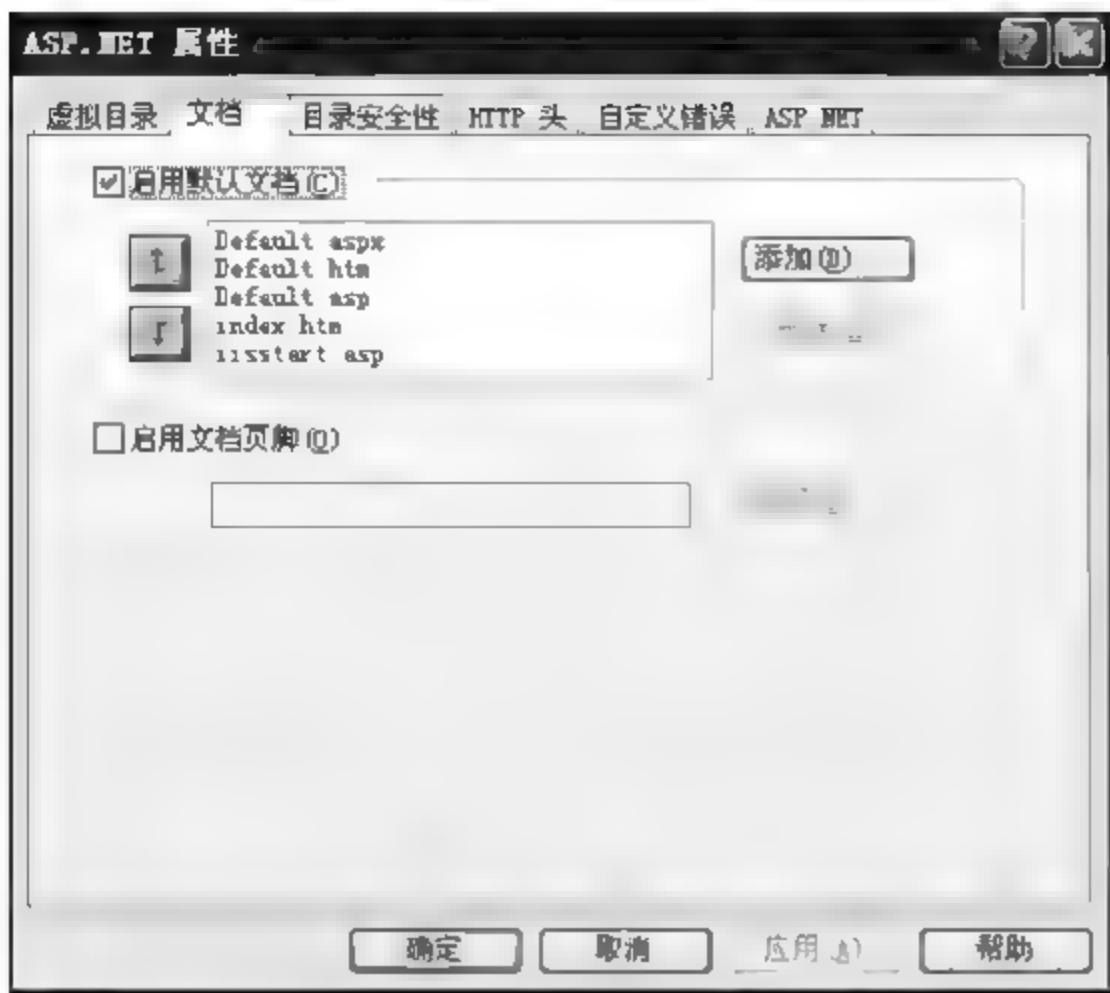 ASP.NET 属性
虚拟目录 文档 目录安全性 HTTP 头 自定义错误 ASP NET
启用默认文档(C)
Default aspx
Default htm
Default asp
index htm
iisstart asp
添加(D)
启用文档页脚(O)
确定 取消 应用(A) 帮助